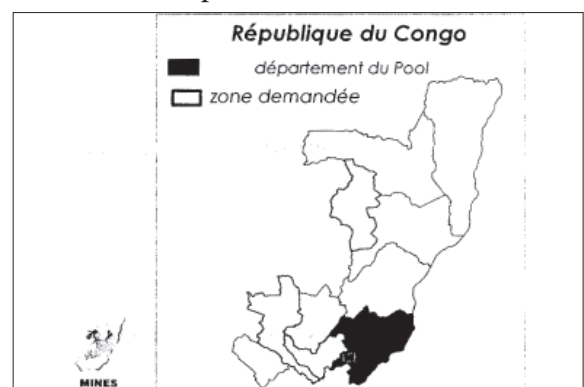 République du Congo
département du Pool
zone demandée
MINES